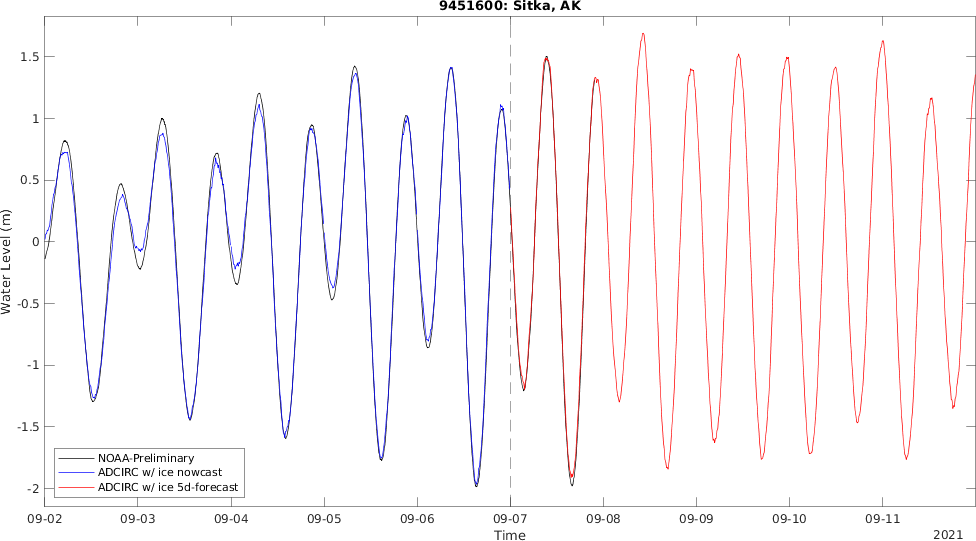 9451600: Sitka, AK
1.5
1
0.5
0
-0.5
-1
-1.5
-2
Water Level (m)
NOAA-Preliminary
ADCIRC w/ ice nowcast
ADCIRC w/ ice 5d-forecast
09-02 09-03 09-04 09-05 09-06 09-07 09-08 09-09 09-10 09-11
Time
2021